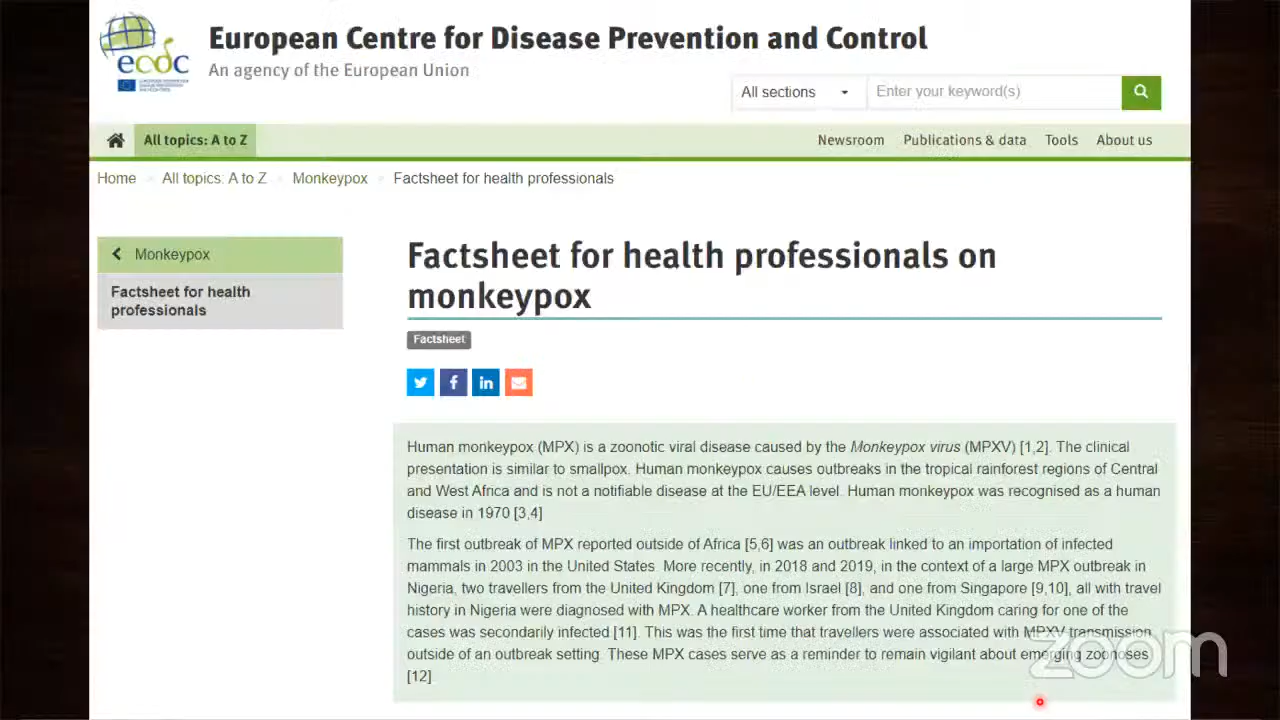 European Centre for Disease Prevention and Control
ecdc
An agency of the European Union
All sections
Enter your keyword(s)
All topics: A to Z
Newsroom
Publications & data
Tools
About us
Home
All topics: A to Z
Monkeypox
Factsheet for health professionals
Monkeypox
Factsheet for health
professionals
Factsheet for health professionals on
monkeypox
Factsheet
Human monkeypox (MPX) is a zoonotic viral disease caused by the Monkeypox virus (MPXV) [1,2]. The clinical
presentation is similar to smallpox. Human monkeypox causes outbreaks in the tropical rainforest regions of Central
and West Africa and is not a notifiable disease at the EU/EEA level. Human monkeypox was recognised as a human
disease in 1970 [3,4]
The first outbreak of MPX reported outside of Africa [5,6] was an outbreak linked to an importation of infected
mammals in 2003 in the United States. More recently, in 2018 and 2019, in the context of a large MPX outbreak in
Nigeria, two travellers from the United Kingdom [7], one from Israel [8], and one from Singapore [9,10], all with travel
history in Nigeria were diagnosed with MPX. A healthcare worker from the United Kingdom caring for one of the
cases was secondarily infected [11]. This was the first time that travellers were associated with MPXV transmission
outside of an outbreak setting. These MPX cases serve as a reminder to remain vigilant about emerging zoonoses
[12].
zoom